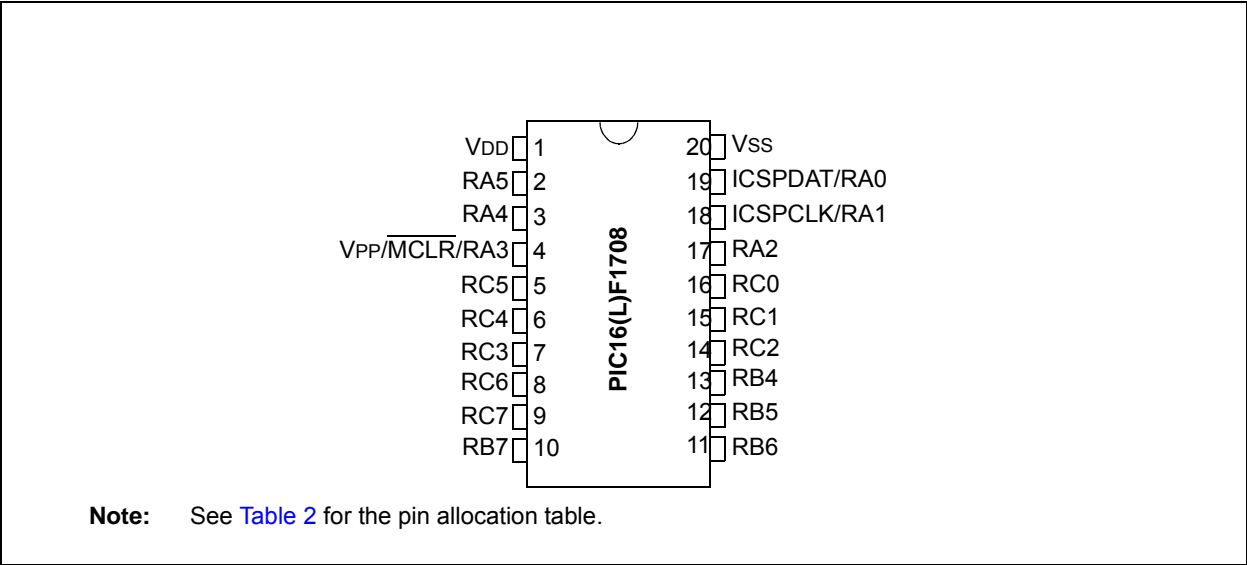 VDD 1 20 VSS
RA5 2 19 ICSPDAT/RA0
RA4 3 18 ICSPCLK/RA1
VPP/MCLR/RA3 4 17 RA2
RC5 5 16 RC0
RC4 6 15 RC1
RC3 7 14 RC2
RC6 8 13 RB4
RC7 9 12 RB5
RB7 10 11 RB6
PIC16(L)F1708
Note: See Table 2 for the pin allocation table.